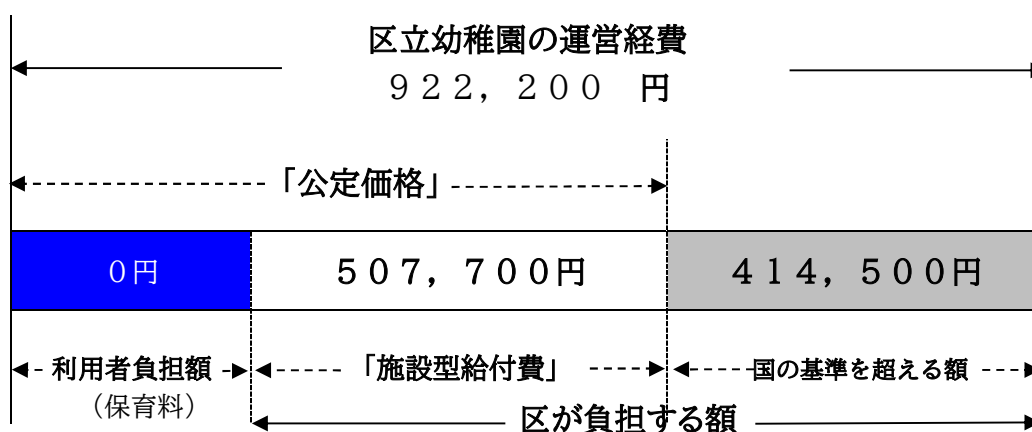 区立幼稚園の運営経費
９２２，２００　円
「公定価格」
０円
５０７，７００円
４１４，５００円
利用者負担額
（保育料）
「施設型給付費」
国の基準を超える額
区が負担する額